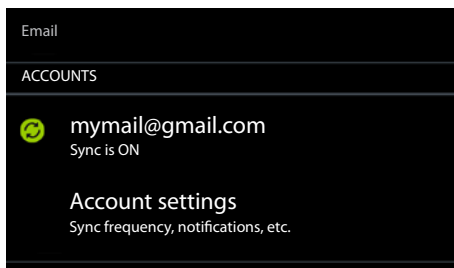 Email
ACCOUNTS
mymail@gmail.com
Sync is ON
Account settings
Sync frequency, notifications, etc.